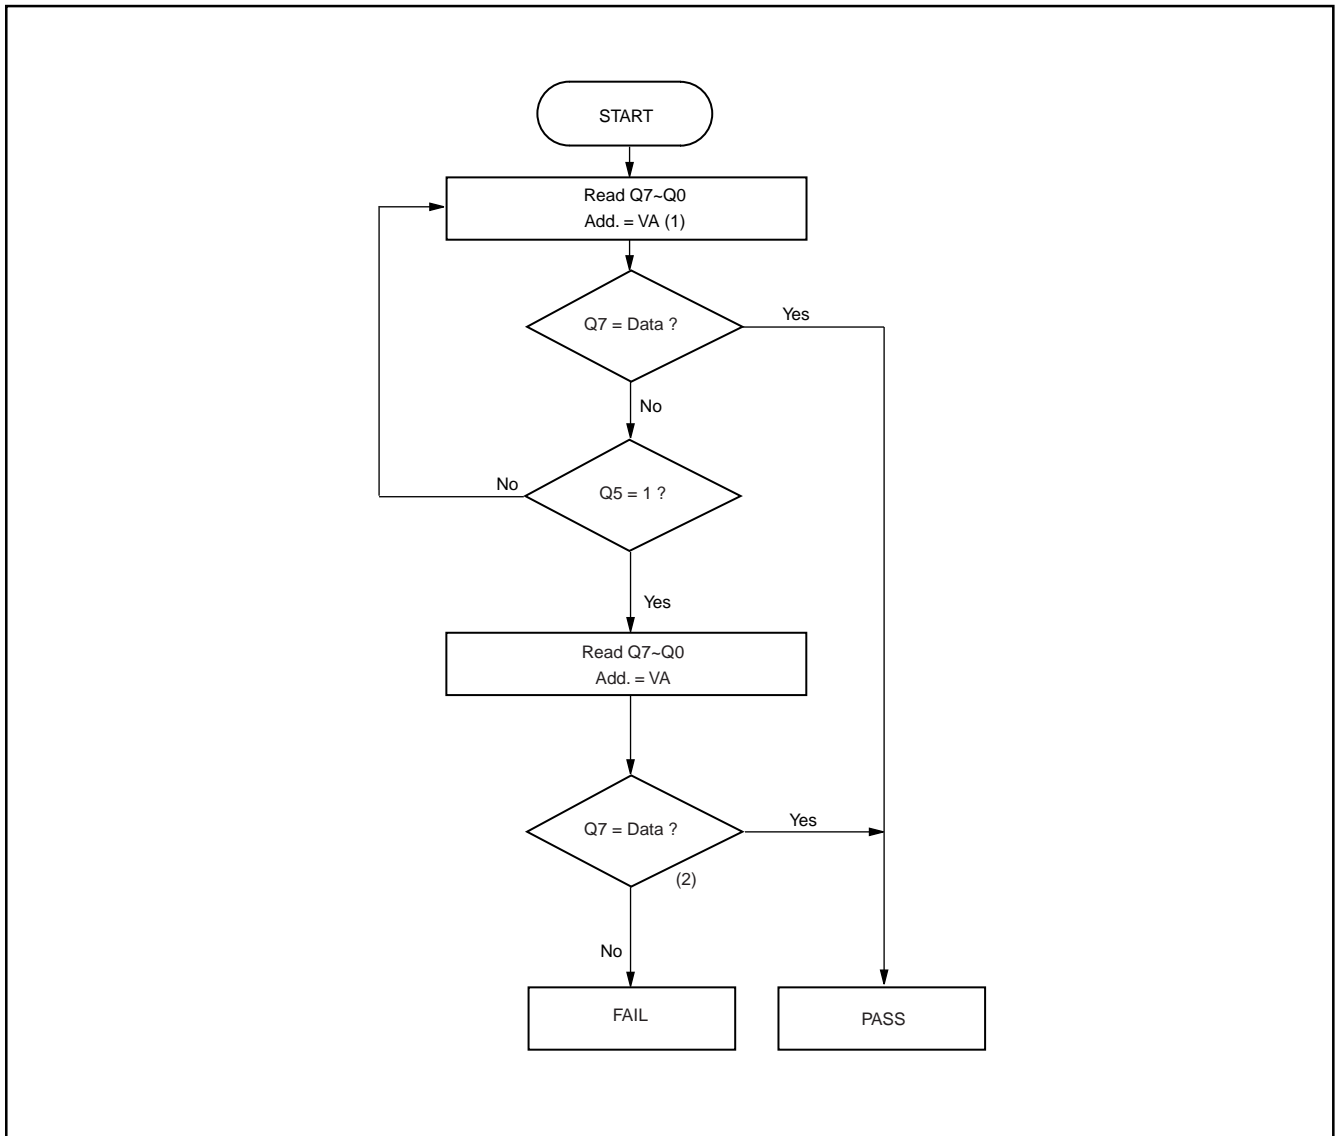 START
Read Q7~Q0
Add. = VA (1)
Q7 = Data ?
Yes
No
No
Q5 = 1 ?
Yes
Read Q7~Q0
Add. = VA
Q7 = Data ?
Yes
(2)
No
FAIL
PASS